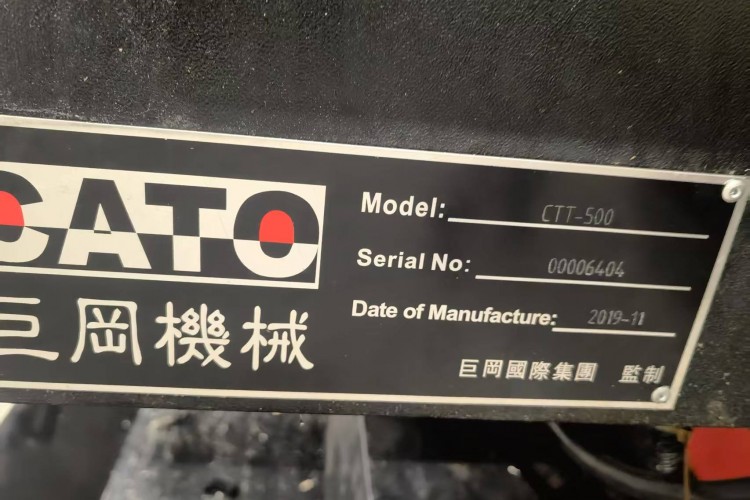 CATO
巨岡機械
Model: CTT-500
Serial No: 00006404
Date of Manufacture: 2019-11
巨岡國際集團 監制